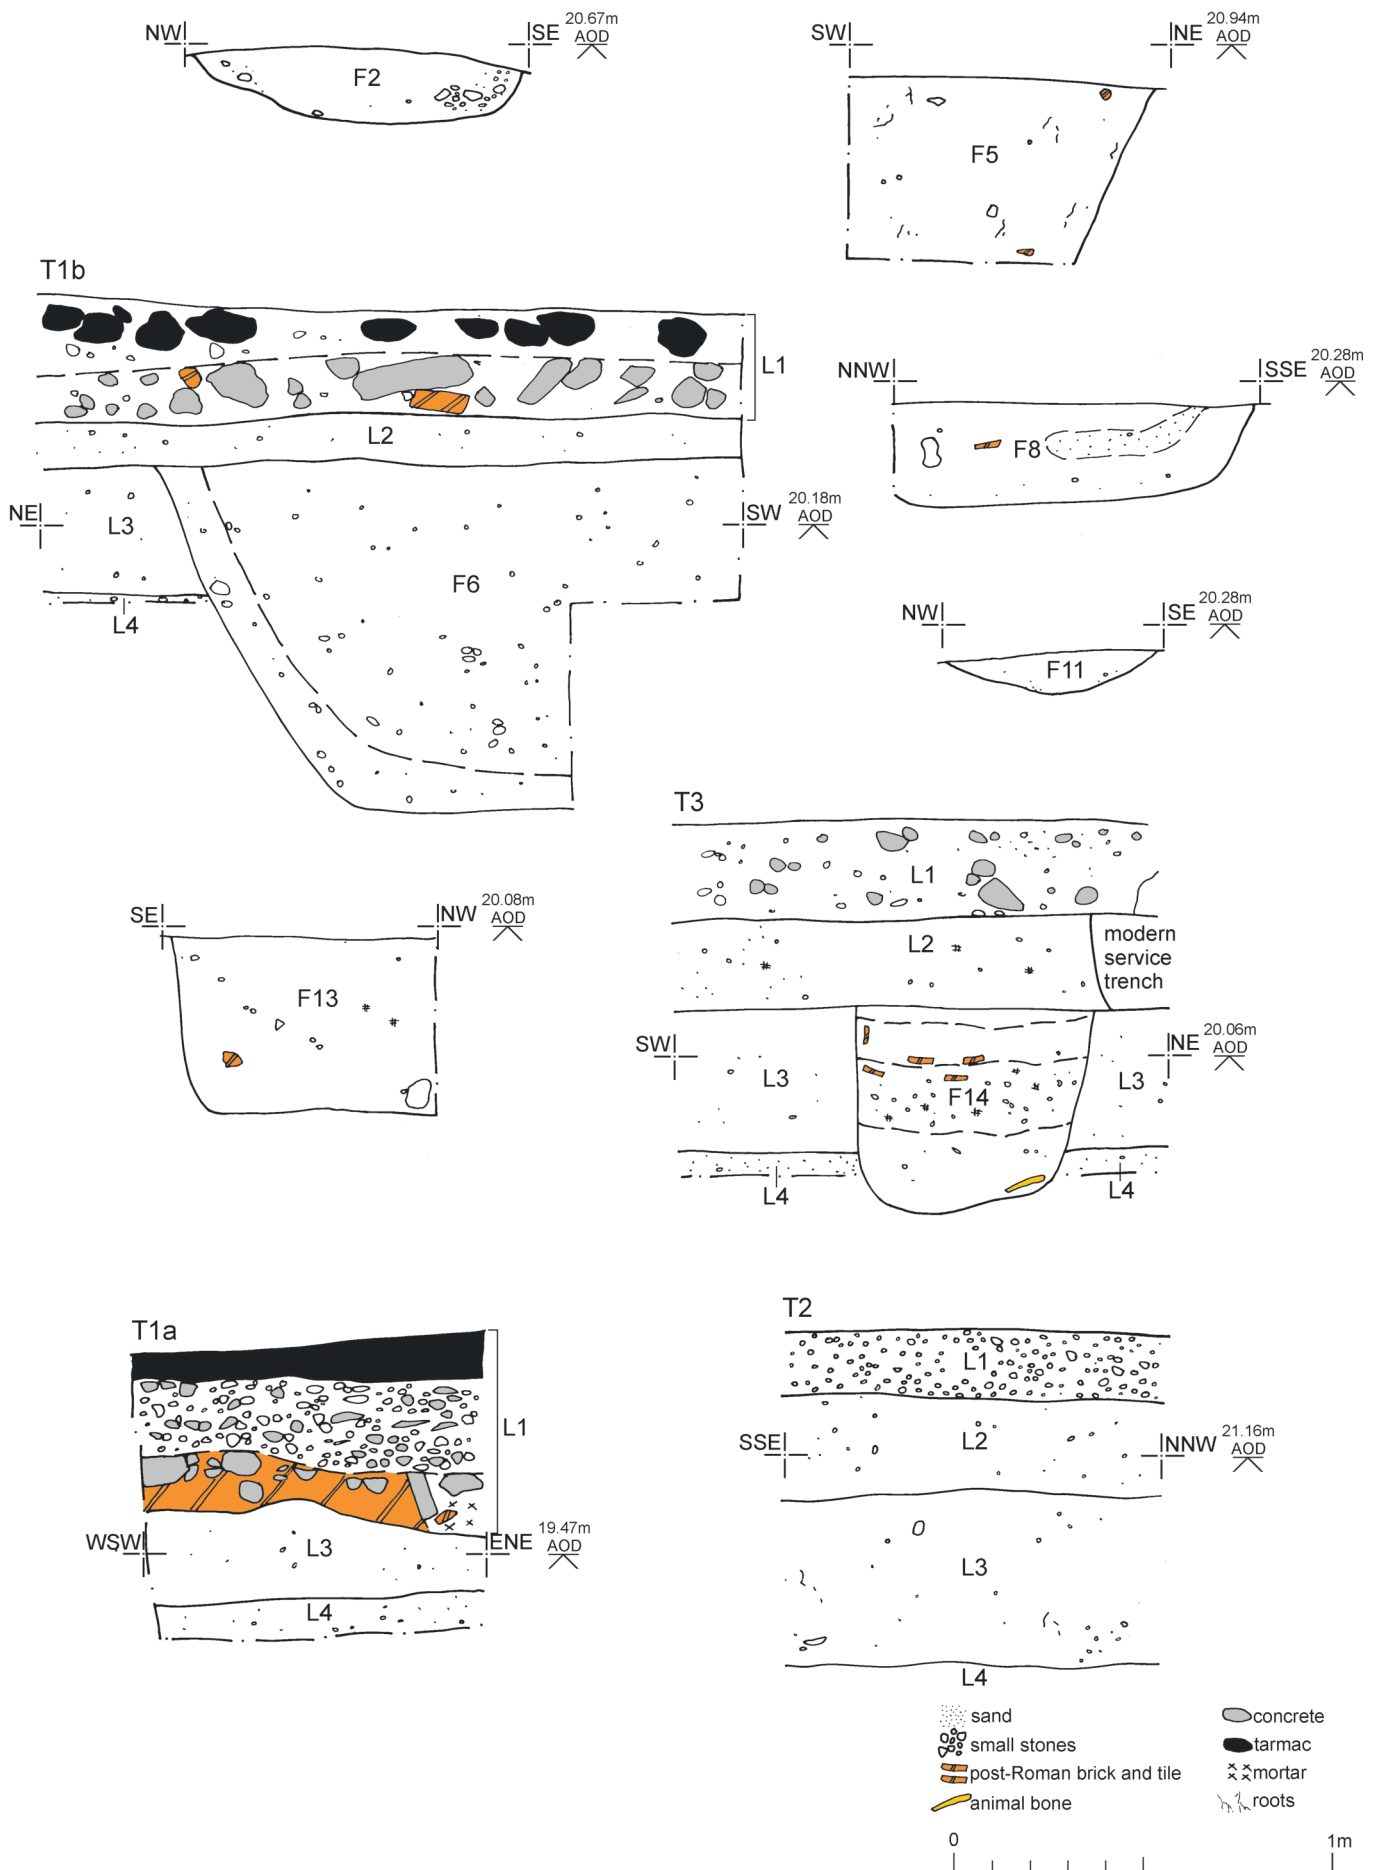 NW
SE
20.67m
AOD
F2
SW
NE
20.94m
AOD
F5
T1b
L1
L2
NE
L3
SW
20.18m
AOD
F6
L4
NNW
SSE
20.28m
AOD
F8
NW
SE
20.28m
AOD
F11
T3
L1
L2
modern
service
trench
SW
NE
20.06m
AOD
L3
F14
L3
L4
L4
SE
NW
20.08m
AOD
F13
T1a
L1
WSW
ENE
19.47m
AOD
L3
L4
T2
L1
SSE
L2
NNW
21.16m
AOD
L3
L4
sand
small stones
post-Roman brick and tile
animal bone
concrete
tarmac
mortar
roots
0
1m